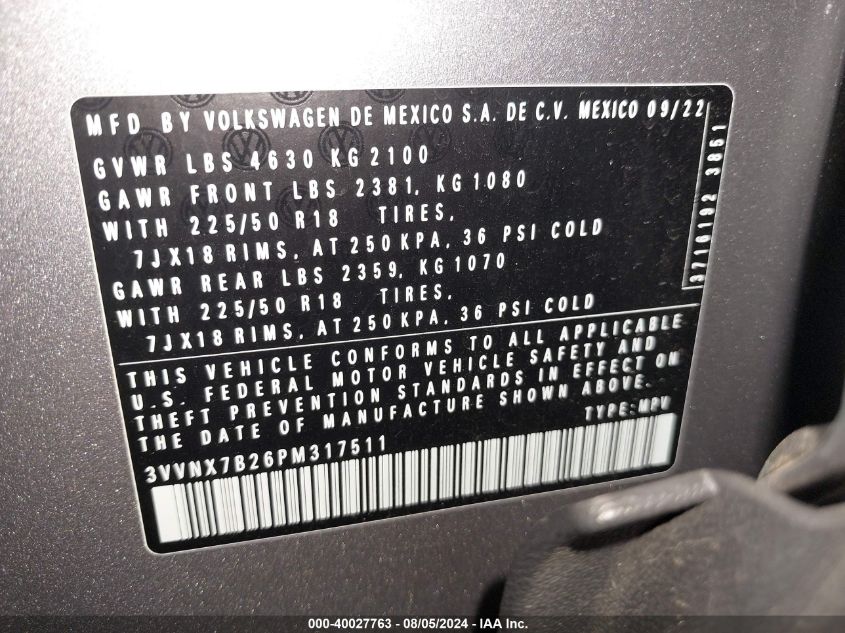 MFD BY VOLKSWAGEN DE MEXICO S.A. DE C.V. MEXICO 09/22
GVWR LBS 4630 KG 2100
GAWR FRONT LBS 2381, KG 1080
WITH 225/50 R18 TIRES,
7JX18 RIMS, AT 250 KPA, 36 PSI COLD
GAWR REAR LBS 2359, KG 1070
WITH 225/50 R18 TIRES,
7JX18 RIMS, AT 250 KPA, 36 PSI COLD
3716192 3851
THIS VEHICLE CONFORMS TO ALL APPLICABLE
U.S. FEDERAL MOTOR VEHICLE SAFETY AND
THEFT PREVENTION STANDARDS IN EFFECT ON
THE DATE OF MANUFACTURE SHOWN ABOVE.
TYPE: MPV
3VVNX7B26PM317511
000-40027763 - 08/05/2024 - IAA Inc.